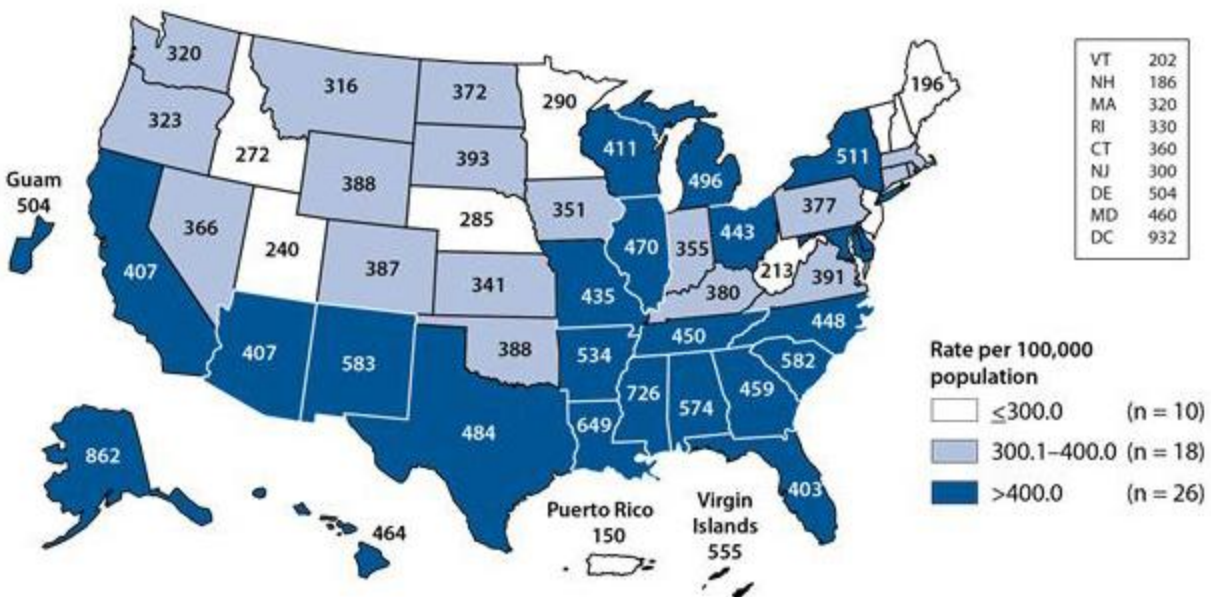 320
316
372
290
196
VT 202
NH 186
MA 320
RI 330
CT 360
NJ 300
DE 504
MD 460
DC 932
323
272
393
411
511
496
Guam
504
388
285
351
377
366
240
387
341
470
355
443
213
391
407
435
380
407
583
388
534
450
448
582
726
574
459
484
649
403
Rate per 100,000
population
≤300.0 (n = 10)
300.1–400.0 (n = 18)
>400.0 (n = 26)
862
464
Puerto Rico
150
Virgin
Islands
555